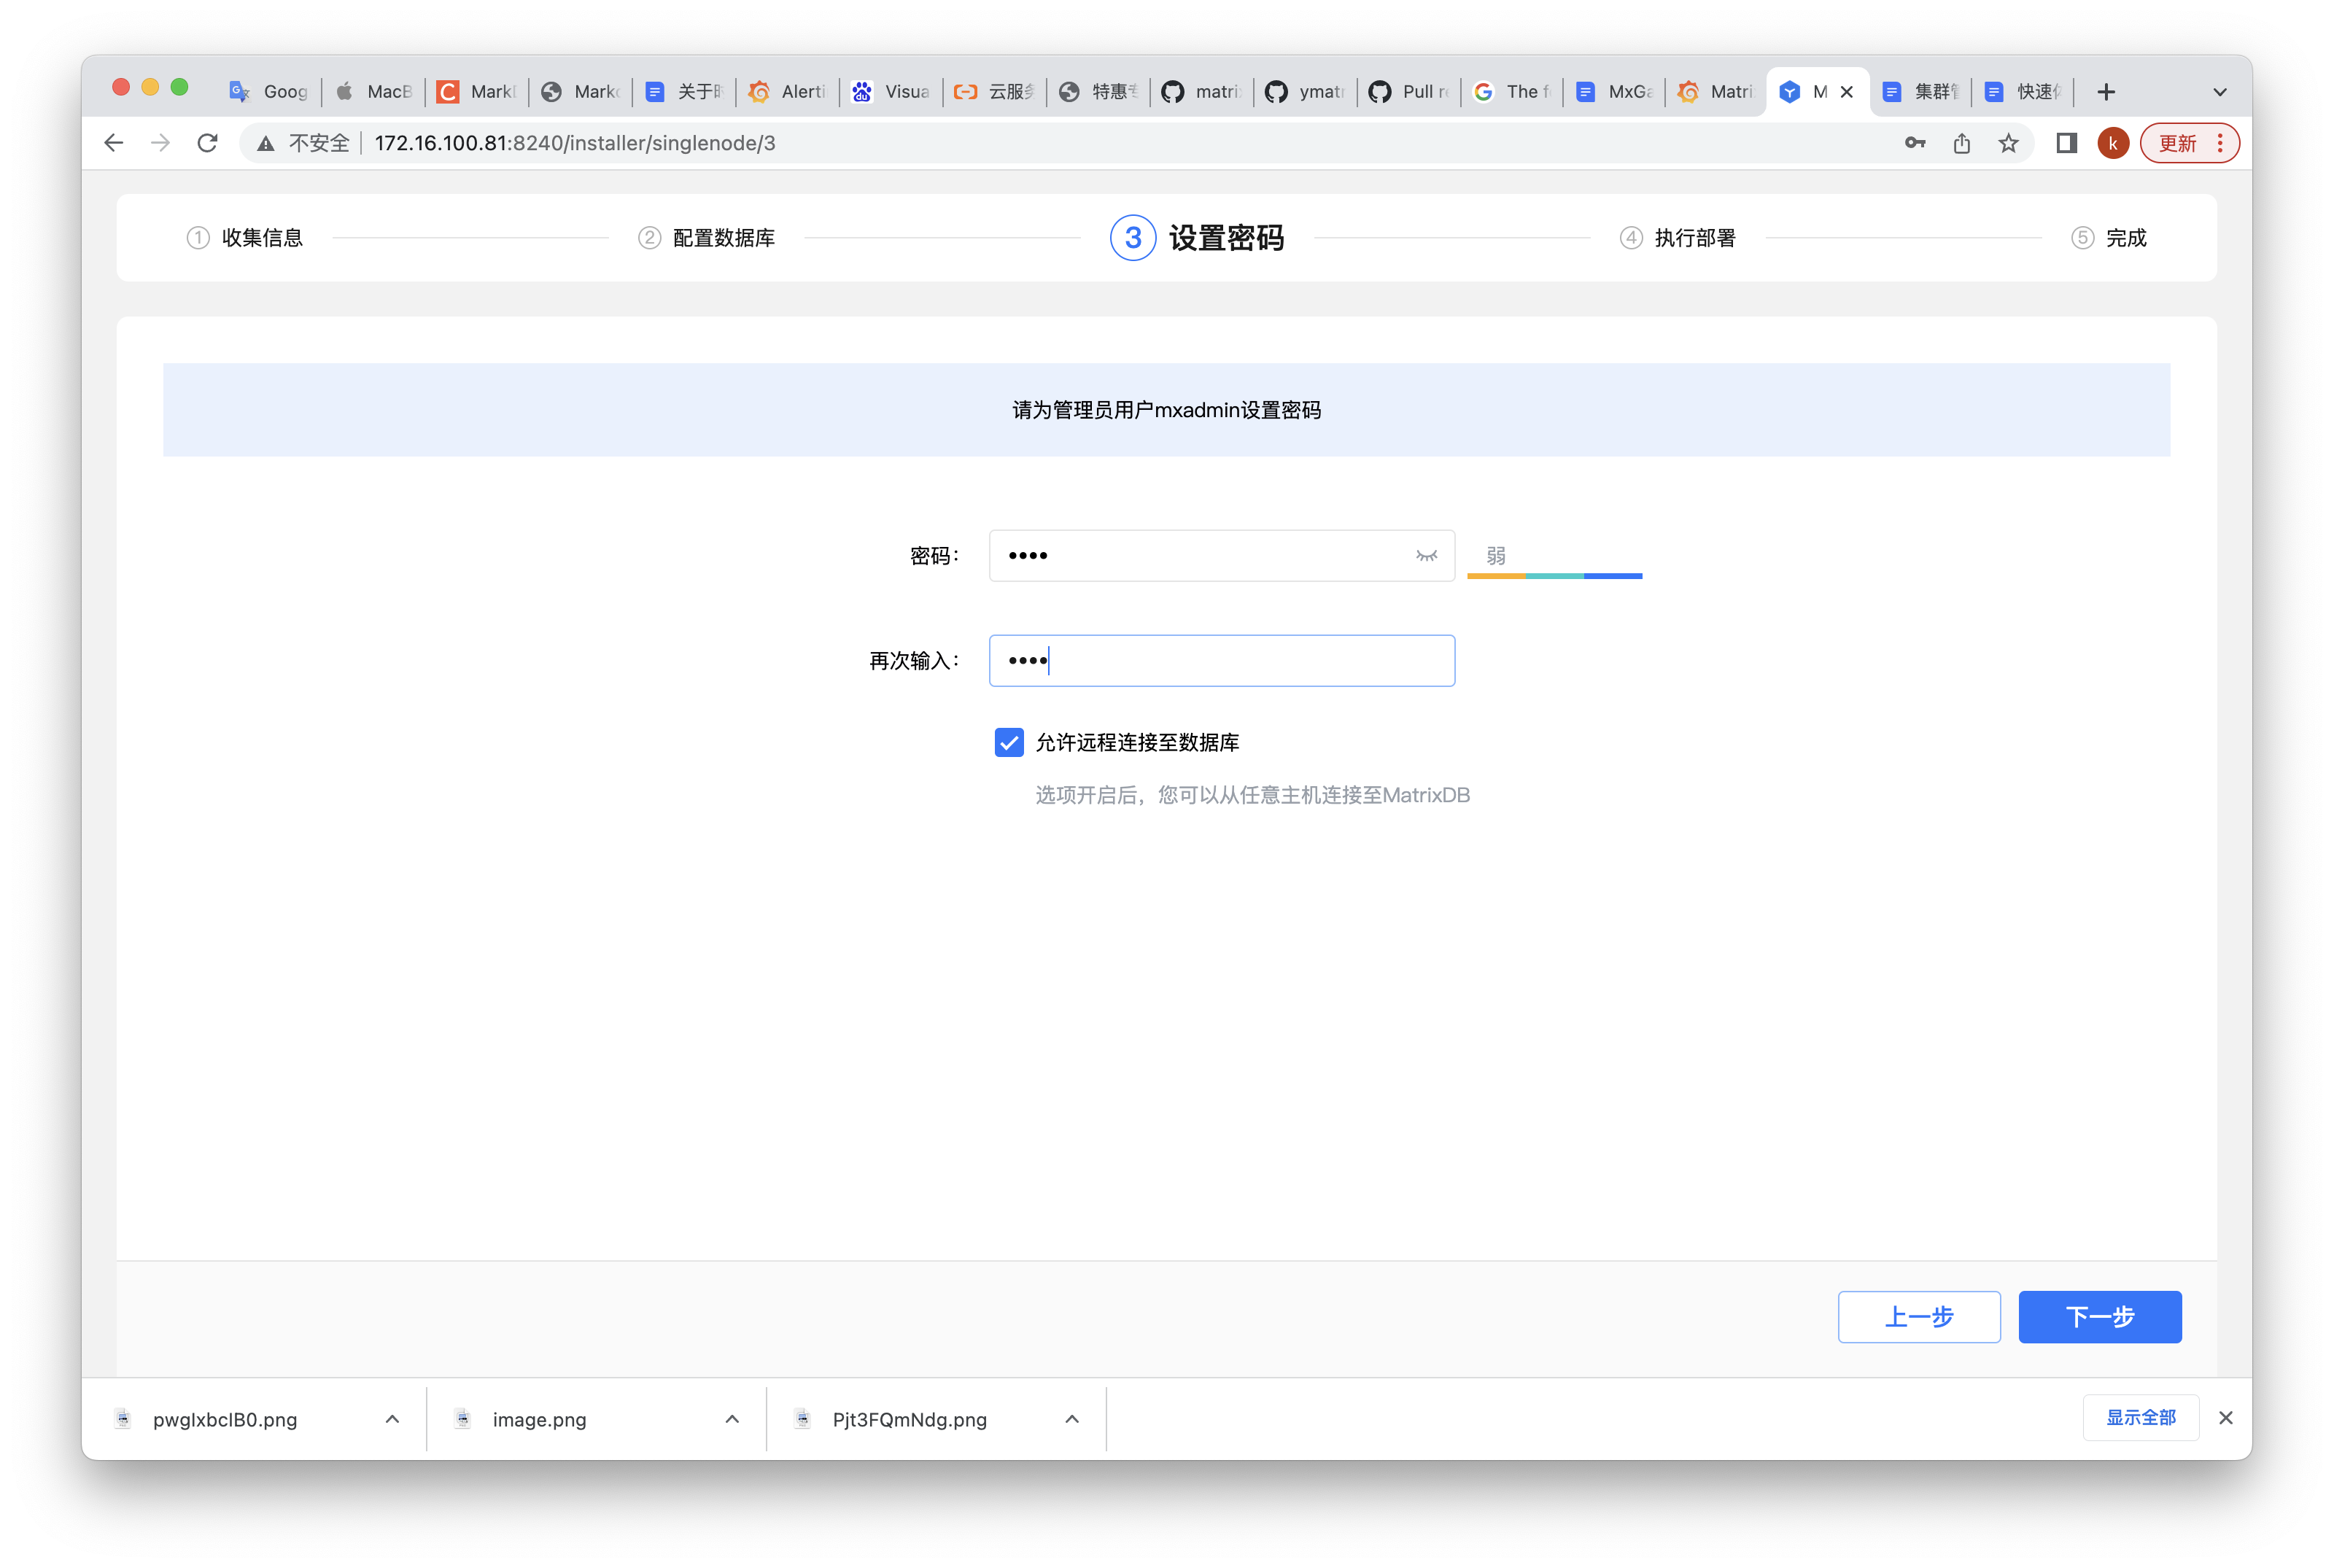 Goog
MacB
Mark
Mark
关于
Alerti
Visua
云服务
特惠
matri
ymatr
Pull r
The f
MxGa
Matri
M
集群
快速
不安全
172.16.100.81:8240/installer/singlenode/3
k
更新
1 收集信息
2 配置数据库
3 设置密码
4 执行部署
5 完成
请为管理员用户mxadmin设置密码
密码：
弱
再次输入：
允许远程连接至数据库
选项开启后，您可以从任意主机连接至MatrixDB
上一步
下一步
image.png
Pjt3FQmNdg.png
显示全部